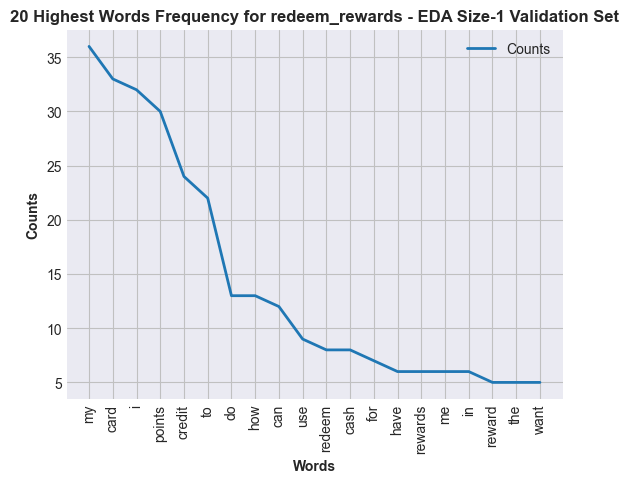 20 Highest Words Frequency for redeem_rewards - EDA Size-1 Validation Set
Counts
35
30
25
20
15
10
5
Counts
my
card
i
points
credit
to
do
how
can
use
redeem
cash
for
have
rewards
me
in
reward
the
want
Words